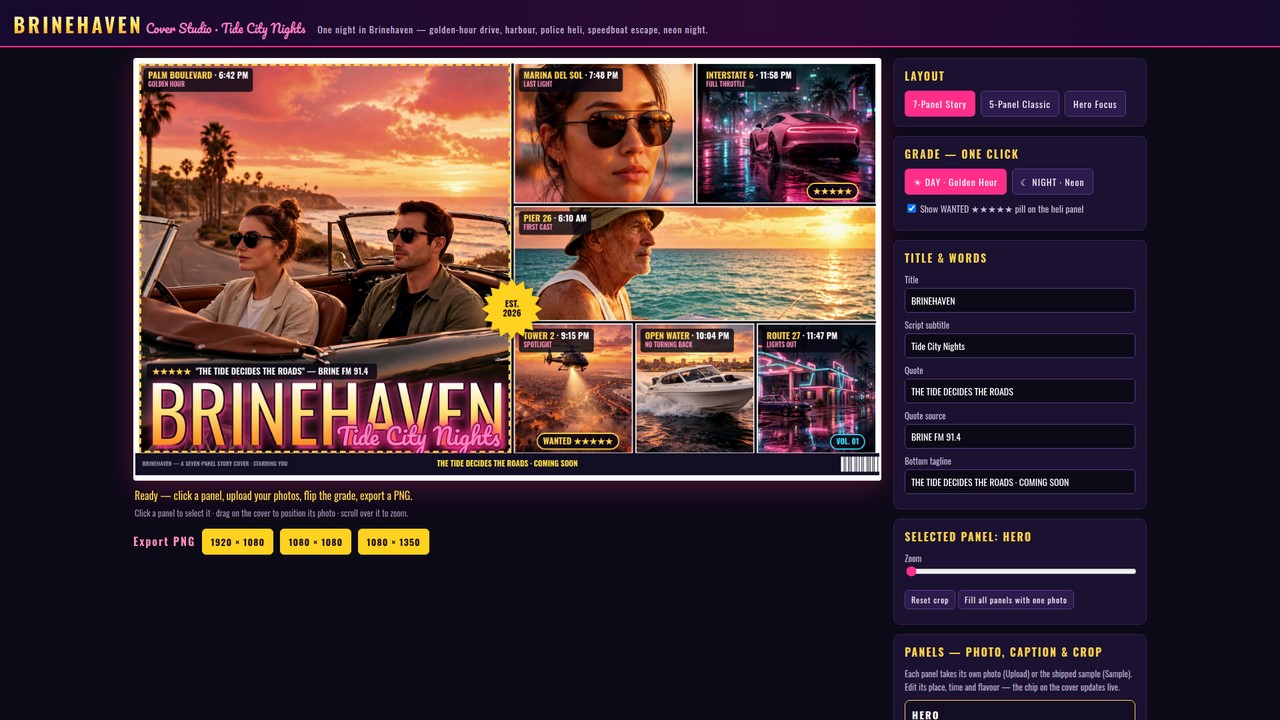 BRINEHAVEN Cover Studio · Tide City Nights One night in Brinehaven — golden-hour drive, harbour, police heli, speedboat escape, neon night.
PALM BOULEVARD · 6:42 PM
GOLDEN HOUR
MARINA DEL SOL · 7:48 PM
LAST LIGHT
INTERSTATE 6 · 11:58 PM
FULL THROTTLE
★★★★★
PIER 26 · 6:10 AM
FIRST CAST
EST.
2026
TOWER 2 · 9:15 PM
SPOTLIGHT
OPEN WATER · 10:04 PM
NO TURNING BACK
ROUTE 27 · 11:47 PM
LIGHTS OUT
★★★★★ "THE TIDE DECIDES THE ROADS" — BRINE FM 91.4
BRINEHAVEN
Tide City Nights
WANTED ★★★★★
VOL. 01
BRINEHAVEN — A SEVEN-PANEL STORY COVER · STARRING YOU
THE TIDE DECIDES THE ROADS · COMING SOON
Ready — click a panel, upload your photos, flip the grade, export a PNG.
Click a panel to select it · drag on the cover to position its photo · scroll over it to zoom.
Export PNG 1920 × 1080 1080 × 1080 1080 × 1350
LAYOUT
7-Panel Story 5-Panel Classic Hero Focus
GRADE — ONE CLICK
☀ DAY · Golden Hour ☾ NIGHT · Neon
Show WANTED ★★★★★ pill on the heli panel
TITLE & WORDS
Title
BRINEHAVEN
Script subtitle
Tide City Nights
Quote
THE TIDE DECIDES THE ROADS
Quote source
BRINE FM 91.4
Bottom tagline
THE TIDE DECIDES THE ROADS · COMING SOON
SELECTED PANEL: HERO
Zoom
Reset crop Fill all panels with one photo
PANELS — PHOTO, CAPTION & CROP
Each panel takes its own photo (Upload) or the shipped sample (Sample).
Edit its place, time and flavour — the chip on the cover updates live.
HERO